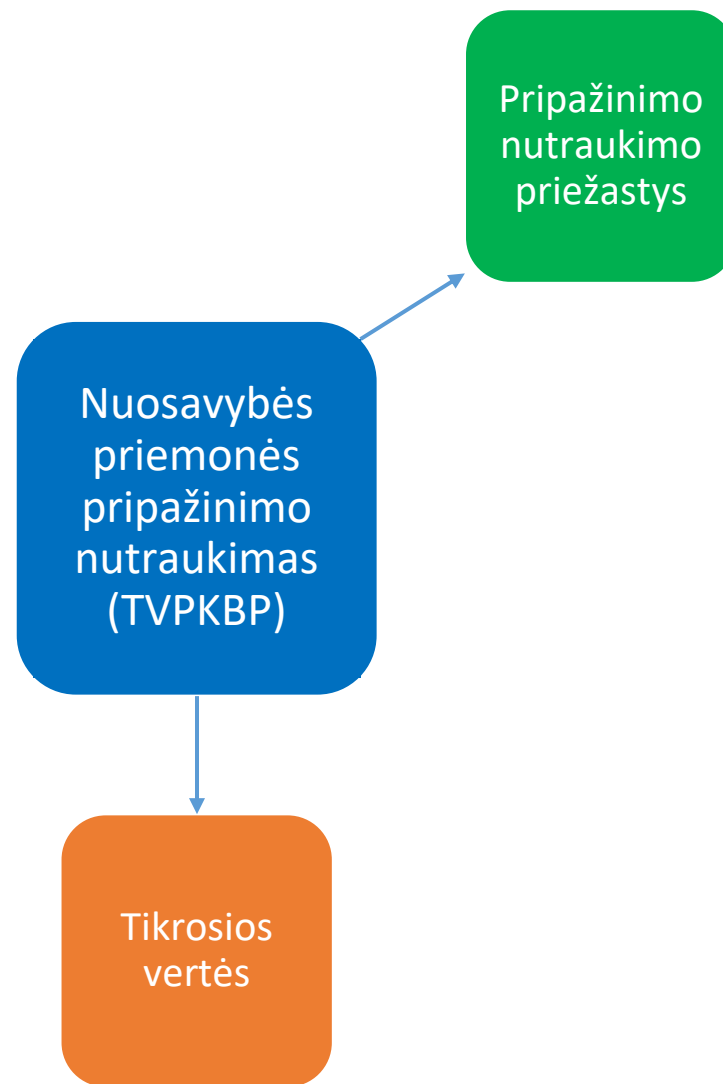 Pripažinimo
nutraukimo
priežastys
Nuosavybės
priemonės
pripažinimo
nutraukimas
(TVPKBP)
Tikrosios
vertės